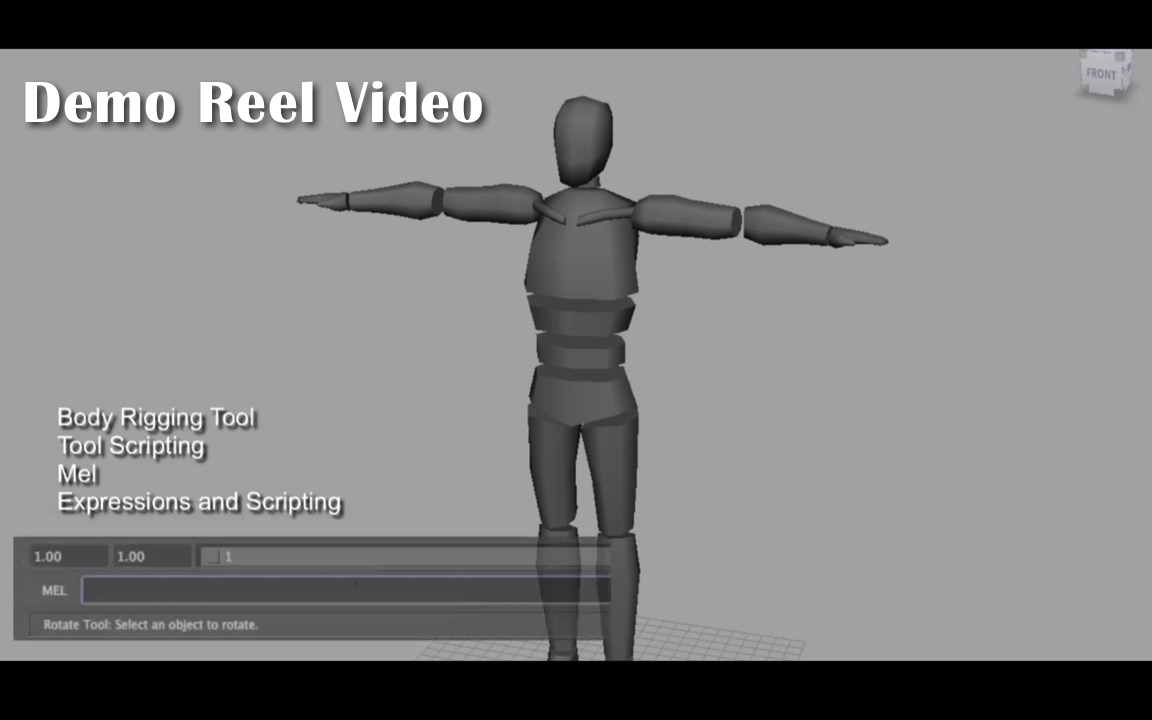 Demo Reel Video
FRONT
Body Rigging Tool
Tool Scripting
Mel
Expressions and Scripting
1.00 1.00 1
MEL
Rotate Tool: Select an object to rotate.